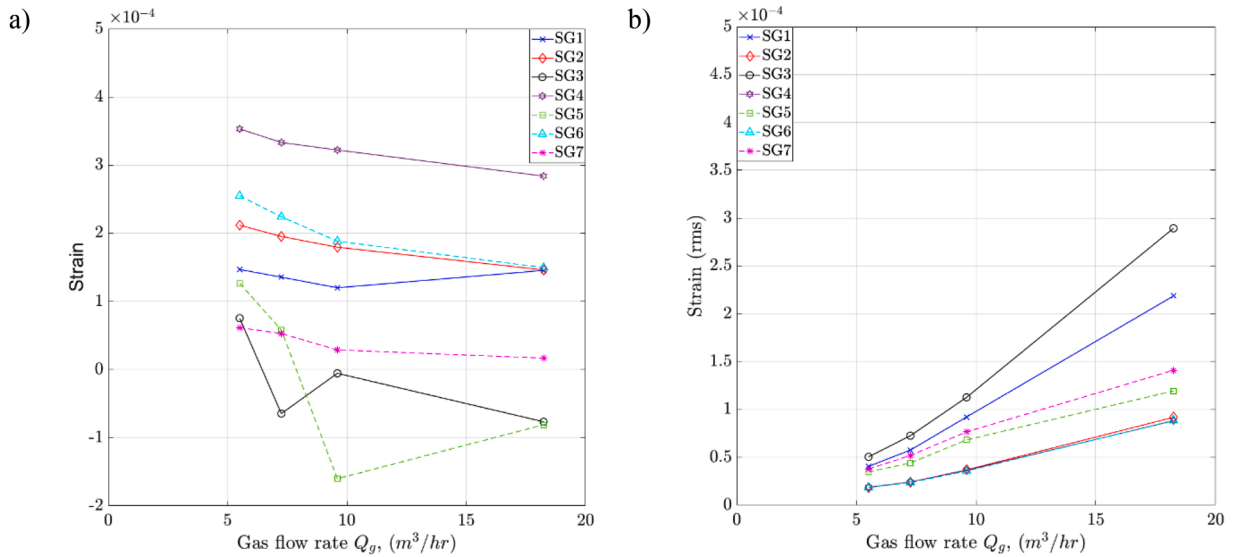 a)
×10⁻⁴
5
4
3
2
1
0
-1
-2
Strain
0
5
10
15
20
Gas flow rate Q_g, (m³/hr)
SG1
SG2
SG3
SG4
SG5
SG6
SG7
b)
×10⁻⁴
5
4.5
4
3.5
3
2.5
2
1.5
1
0.5
0
Strain (rms)
0
5
10
15
20
Gas flow rate Q_g, (m³/hr)
SG1
SG2
SG3
SG4
SG5
SG6
SG7